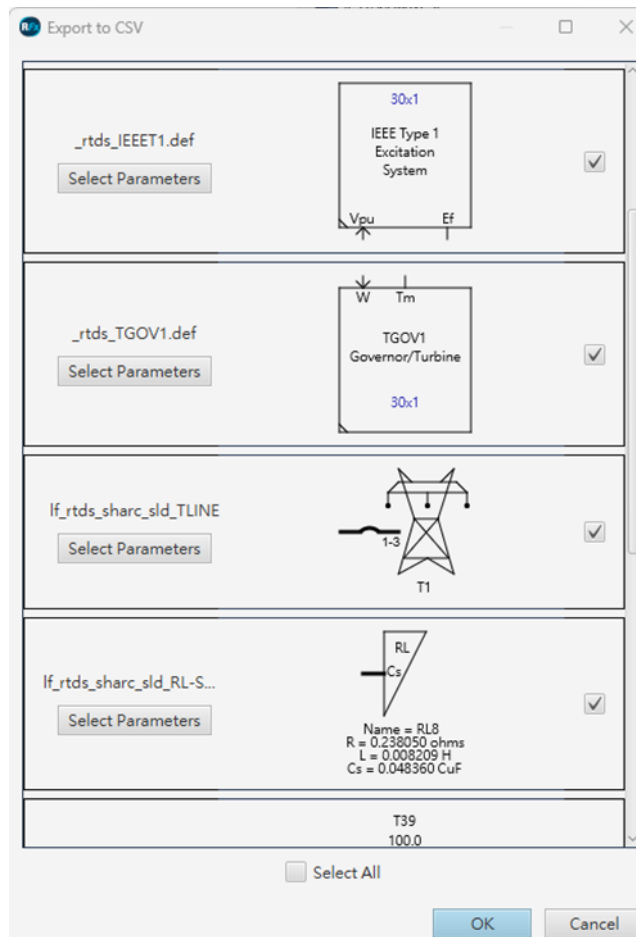 RFX
Export to CSV
_rtds_IEEET1.def
Select Parameters
30x1
IEEE Type 1
Excitation
System
Vpu
Ef
_rtds_TGOV1.def
Select Parameters
W
Tm
TGOV1
Governor/Turbine
30x1
lf_rtds_sharc_sld_TLINE
Select Parameters
1-3
T1
lf_rtds_sharc_sld_RL-S...
Select Parameters
RL
Cs
Name = RL8
R = 0.238050 ohms
L = 0.008209 H
Cs = 0.048360 CuF
T39
100.0
Select All
OK
Cancel